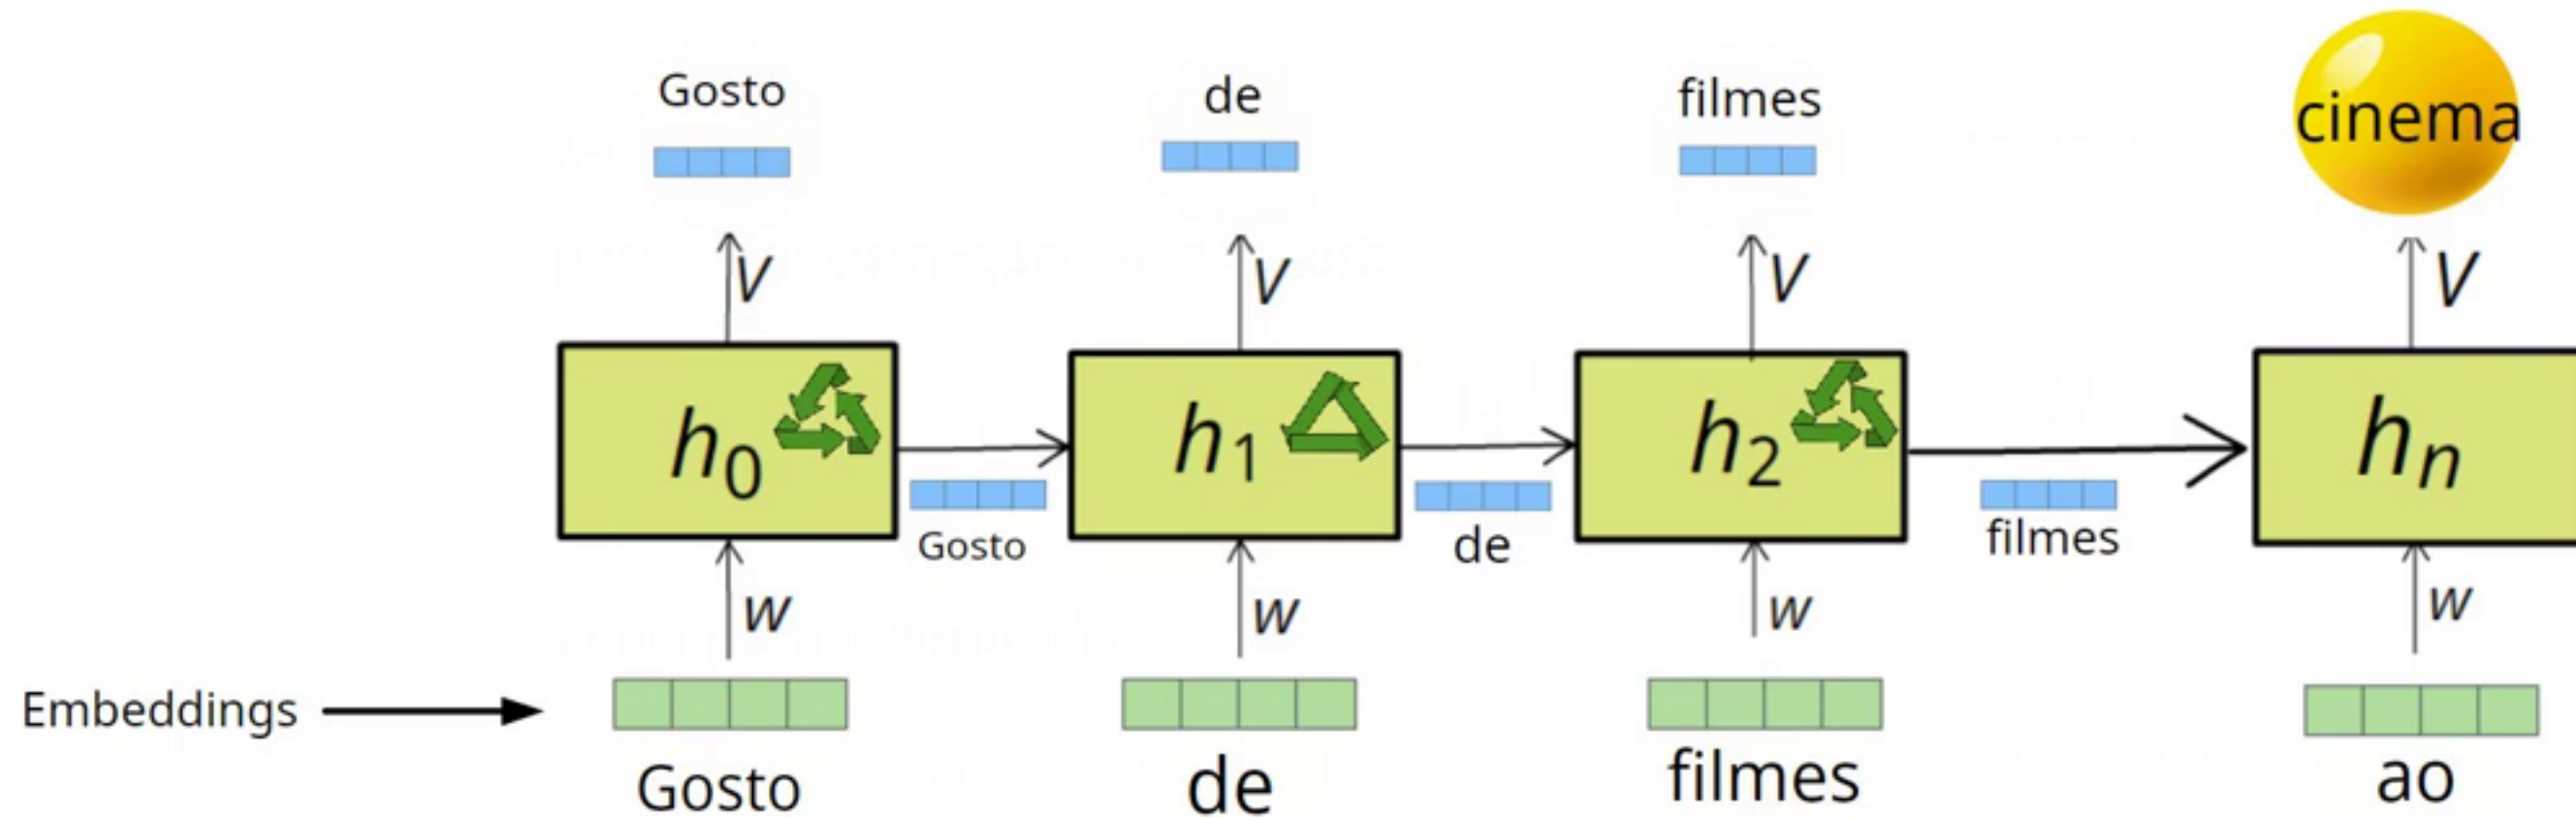 Gosto
de
filmes
cinema
V
V
V
V
h0
h1
h2
hn
Gosto
de
filmes
w
w
w
w
Embeddings
Gosto
de
filmes
ao